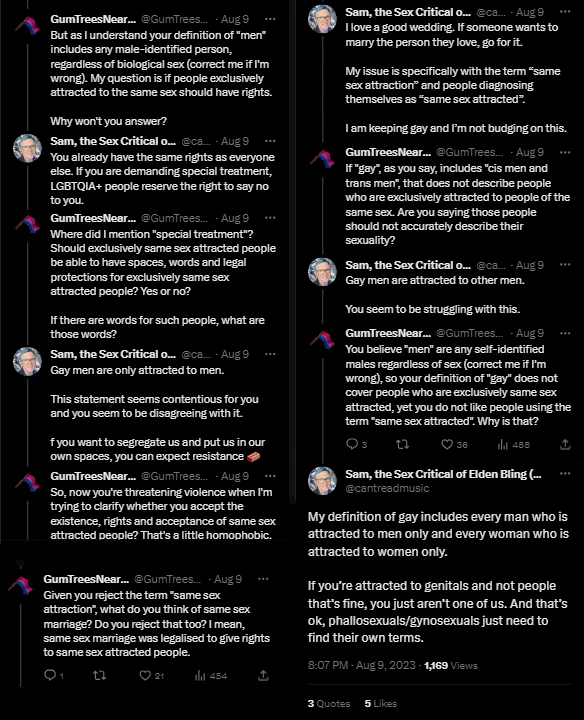 GumTreesNear... @GumTrees... · Aug 9 ···
But as I understand your definition of "men"
includes any male-identified person,
regardless of biological sex (correct me if I'm
wrong). My question is if people exclusively
attracted to the same sex should have rights.
Why won't you answer?
Sam, the Sex Critical o... @ca... · Aug 9 ···
You already have the same rights as everyone
else. If you are demanding special treatment,
LGBTQIA+ people reserve the right to say no
to you.
GumTreesNear... @GumTrees... · Aug 9 ···
Where did I mention "special treatment"?
Should exclusively same sex attracted people
be able to have spaces, words and legal
protections for exclusively same sex
attracted people? Yes or no?
If there are words for such people, what are
those words?
Sam, the Sex Critical o... @ca... · Aug 9 ···
Gay men are only attracted to men.
This statement seems contentious for you
and you seem to be disagreeing with it.
f you want to segregate us and put us in our
own spaces, you can expect resistance 🧱
GumTreesNear... @GumTrees... · Aug 9 ···
So, now you're threatening violence when I'm
trying to clarify whether you accept the
existence, rights and acceptance of same sex
attracted people? That's a little homophobic.
GumTreesNear... @GumTrees... · Aug 9 ···
Given you reject the term "same sex
attraction", what do you think of same sex
marriage? Do you reject that too? I mean,
same sex marriage was legalised to give rights
to same sex attracted people.
1 21 454
Sam, the Sex Critical o... @ca... · Aug 9 ···
I love a good wedding. If someone wants to
marry the person they love, go for it.
My issue is specifically with the term "same
sex attraction" and people diagnosing
themselves as "same sex attracted".
I am keeping gay and I'm not budging on this.
GumTreesNear... @GumTrees... · Aug 9 ···
If "gay", as you say, includes "cis men and
trans men", that does not describe people
who are exclusively attracted to people of the
same sex. Are you saying those people
should not accurately describe their
sexuality?
Sam, the Sex Critical o... @ca... · Aug 9 ···
Gay men are attracted to other men.
You seem to be struggling with this.
GumTreesNear... @GumTrees... · Aug 9 ···
You believe "men" are any self-identified
males regardless of sex (correct me if I'm
wrong), so your definition of "gay" does not
cover people who are exclusively same sex
attracted, yet you do not like people using the
term "same sex attracted". Why is that?
3 36 488
Sam, the Sex Critical of Elden Bling (... ···
@cantreadmusic
My definition of gay includes every man who is
attracted to men only and every woman who is
attracted to women only.
If you're attracted to genitals and not people
that's fine, you just aren't one of us. And that's
ok, phallosexuals/gynosexuals just need to
find their own terms.
8:07 PM · Aug 9, 2023 · 1,169 Views
3 Quotes 5 Likes